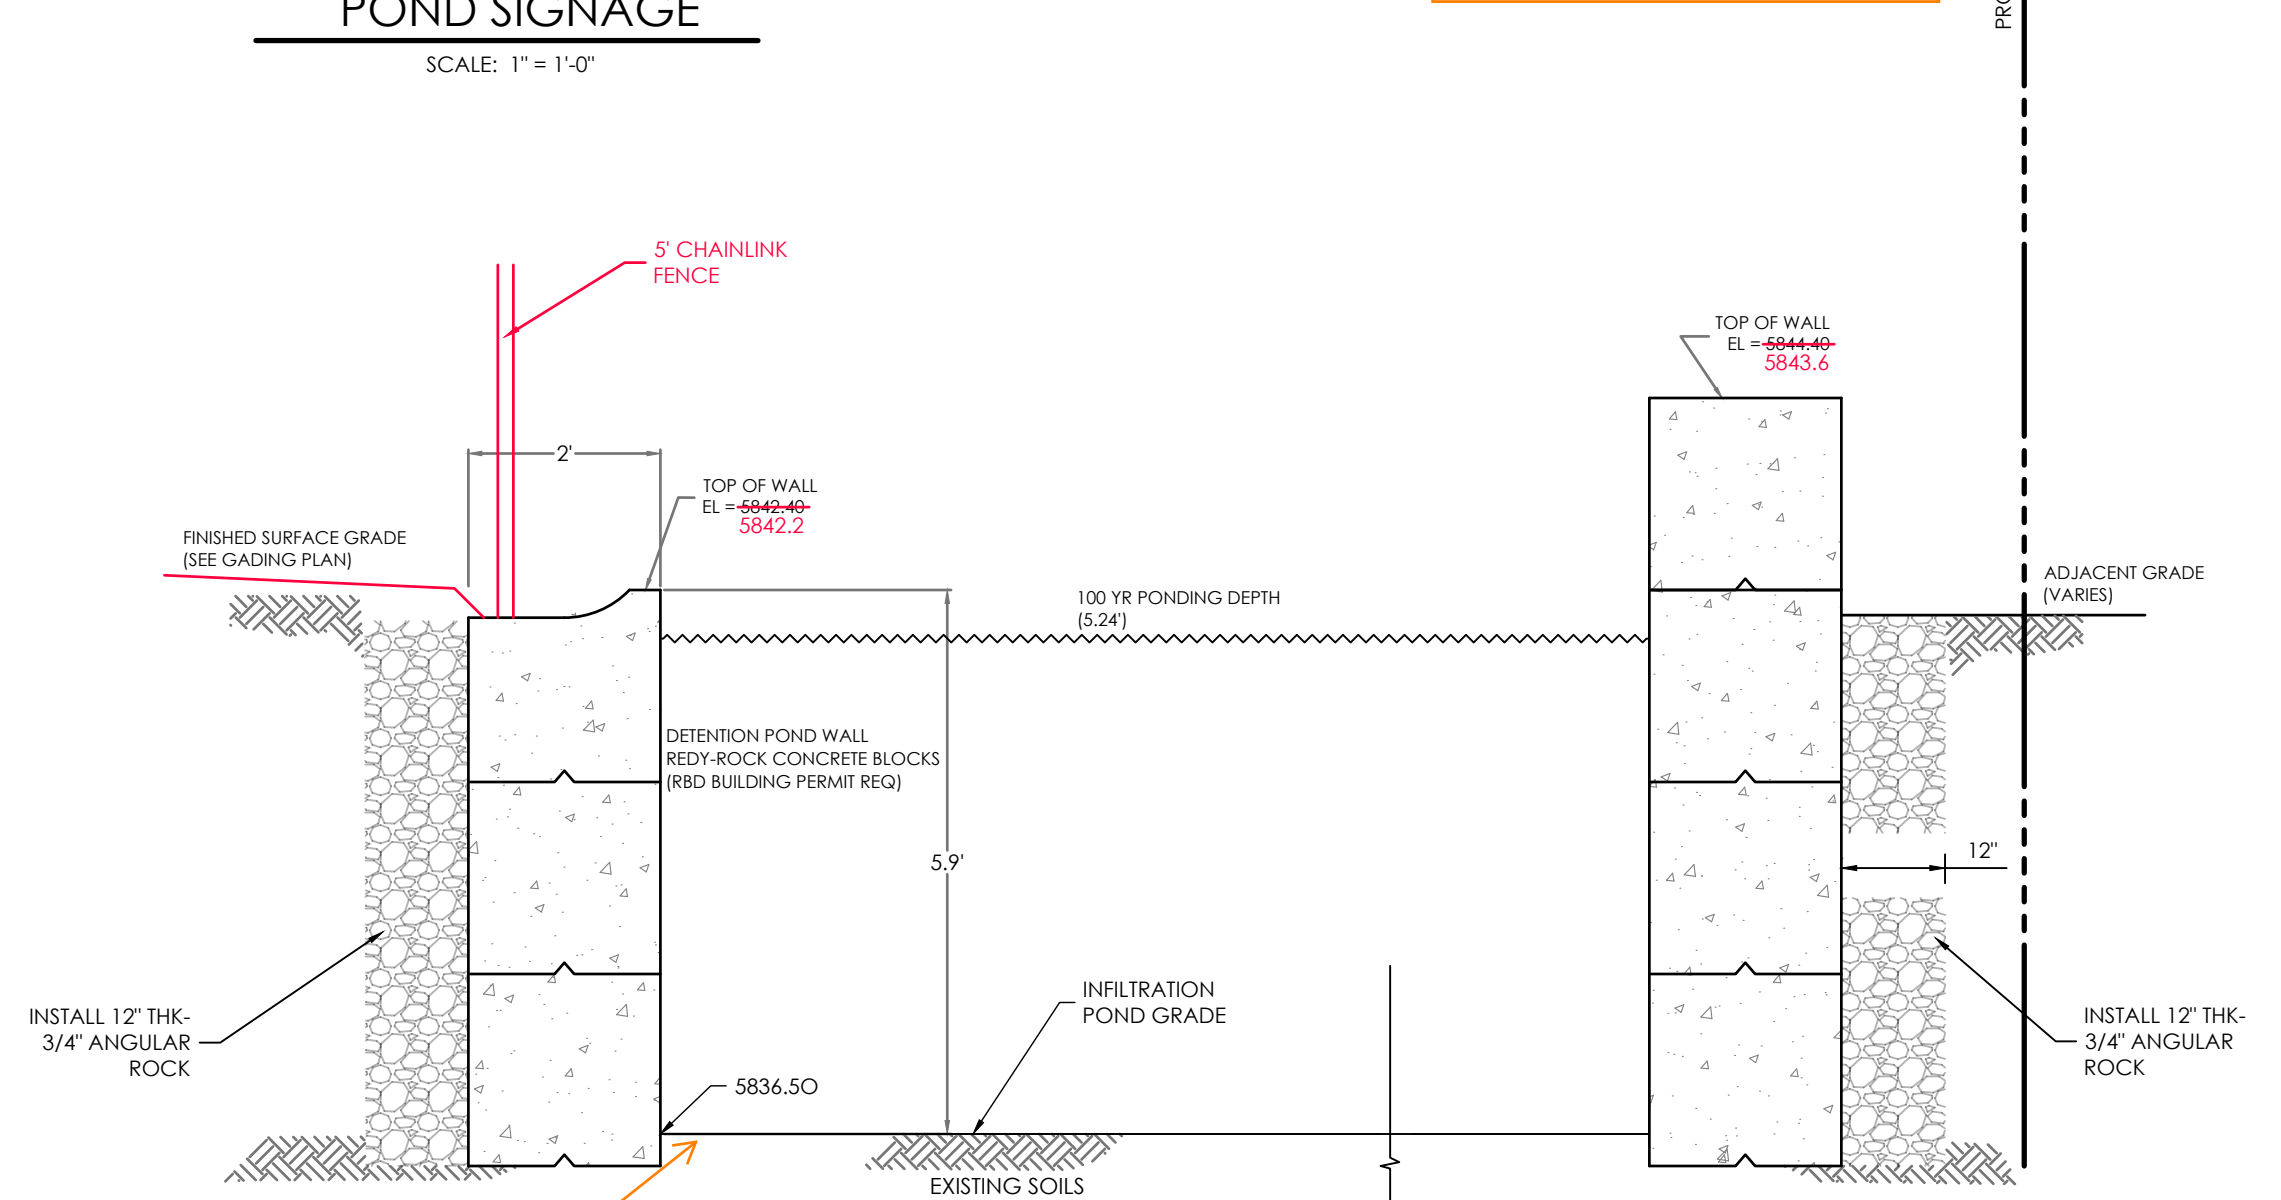 POND SIGNAGE
SCALE: 1" = 1'-0"
PRO
5' CHAINLINK
FENCE
TOP OF WALL
EL = 5844.40
5843.6
2'
TOP OF WALL
EL = 5842.40
5842.2
FINISHED SURFACE GRADE
(SEE GADING PLAN)
100 YR PONDING DEPTH
(5.24')
ADJACENT GRADE
(VARIES)
DETENTION POND WALL
REDY-ROCK CONCRETE BLOCKS
(RBD BUILDING PERMIT REQ)
5.9'
12"
INFILTRATION
POND GRADE
INSTALL 12" THK-
3/4" ANGULAR
ROCK
INSTALL 12" THK-
3/4" ANGULAR
ROCK
5836.5O
EXISTING SOILS